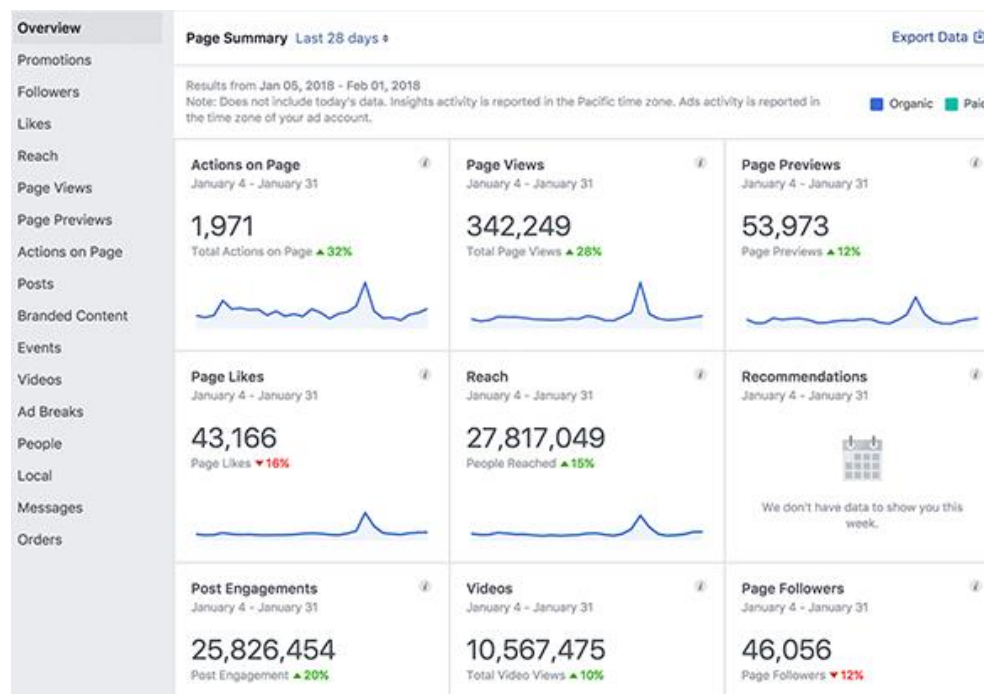 Overview
Promotions
Followers
Likes
Reach
Page Views
Page Previews
Actions on Page
Posts
Branded Content
Events
Videos
Ad Breaks
People
Local
Messages
Orders
Page Summary Last 28 days
Export Data
Results from Jan 05, 2018 - Feb 01, 2018
Note: Does not include today's data. Insights activity is reported in the Pacific time zone. Ads activity is reported in
the time zone of your ad account.
Organic Paid
Actions on Page
January 4 - January 31
1,971
Total Actions on Page ▲ 32%
Page Views
January 4 - January 31
342,249
Total Page Views ▲ 28%
Page Previews
January 4 - January 31
53,973
Page Previews ▲ 12%
Page Likes
January 4 - January 31
43,166
Page Likes ▼ 16%
Reach
January 4 - January 31
27,817,049
People Reached ▲ 15%
Recommendations
January 4 - January 31
We don't have data to show you this
week.
Post Engagements
January 4 - January 31
25,826,454
Post Engagement ▲ 20%
Videos
January 4 - January 31
10,567,475
Total Video Views ▲ 10%
Page Followers
January 4 - January 31
46,056
Page Followers ▼ 12%